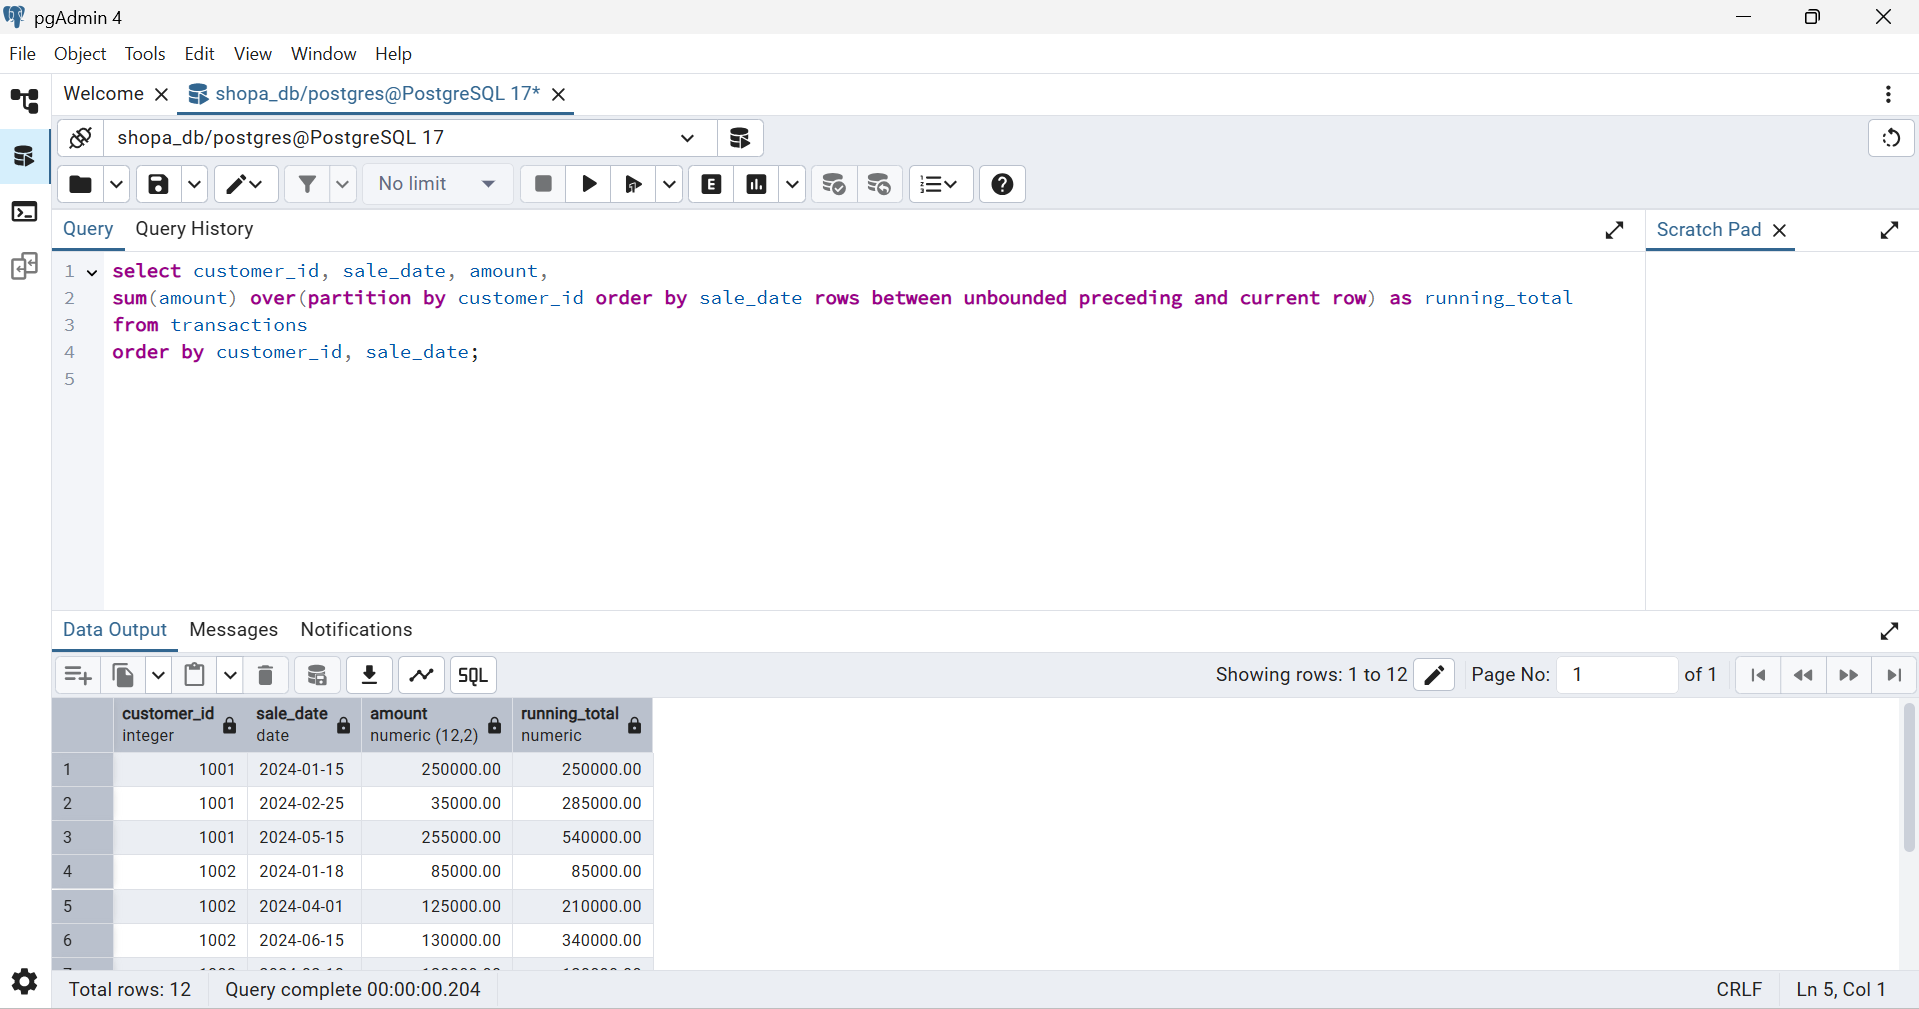 pgAdmin 4
File Object Tools Edit View Window Help
Welcome shopa_db/postgres@PostgreSQL 17*
shopa_db/postgres@PostgreSQL 17
No limit E
Query Query History Scratch Pad
1 select customer_id, sale_date, amount,
2 sum(amount) over(partition by customer_id order by sale_date rows between unbounded preceding and current row) as running_total
3 from transactions
4 order by customer_id, sale_date;
5
Data Output Messages Notifications
SQL Showing rows: 1 to 12 Page No: 1 of 1
customer_id sale_date amount running_total
integer date numeric (12,2) numeric
1 1001 2024-01-15 250000.00 250000.00
2 1001 2024-02-25 35000.00 285000.00
3 1001 2024-05-15 255000.00 540000.00
4 1002 2024-01-18 85000.00 85000.00
5 1002 2024-04-01 125000.00 210000.00
6 1002 2024-06-15 130000.00 340000.00
Total rows: 12 Query complete 00:00:00.204 CRLF Ln 5, Col 1